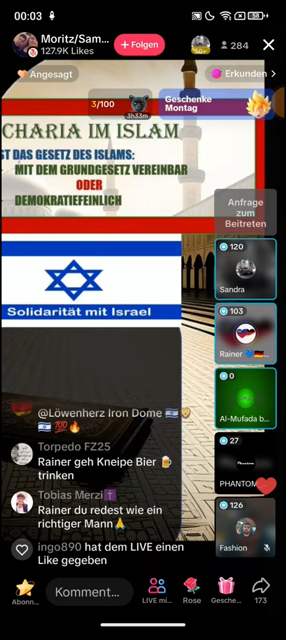 00:03
58
Moritz/Sam...
127.9K Likes
+ Folgen
284
Angesagt
Erkunden >
3/100
3h33m
Geschenke
Montag
CHARIA IM ISLAM
ST DAS GESETZ DES ISLAMS:
MIT DEM GRUNDGESETZ VEREINBAR
ODER
DEMOKRATIEFEINLICH
Anfrage
zum
Beitreten
120
Sandra
Solidarität mit Israel
103
Rainer 💙🇩🇪...
0
Al-Mufada b...
@Löwenherz Iron Dome 🇮🇱🦁
🇮🇱💯🔥
27
PHANTOM
Torpedo FZ25
Rainer geh Kneipe Bier 🍺
trinken
Tobias Merzi✝️
Rainer du redest wie ein
richtiger Mann🙏
126
Fashion
ingo890 hat dem LIVE einen
Like gegeben
Abonn...
Komment...
LIVE mi...
Rose
Gesche...
173